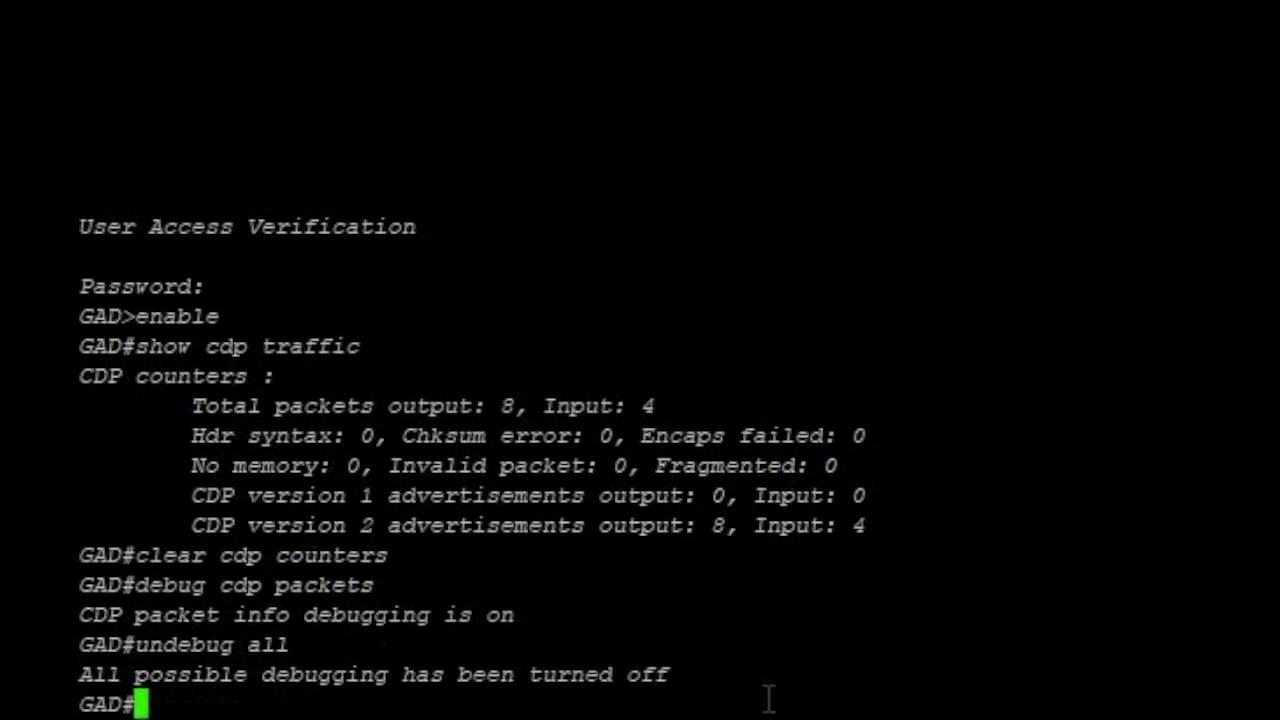 User Access Verification
Password:
GAD>enable
GAD#show cdp traffic
CDP counters :
Total packets output: 8, Input: 4
Hdr syntax: 0, Chksum error: 0, Encaps failed: 0
No memory: 0, Invalid packet: 0, Fragmented: 0
CDP version 1 advertisements output: 0, Input: 0
CDP version 2 advertisements output: 8, Input: 4
GAD#clear cdp counters
GAD#debug cdp packets
CDP packet info debugging is on
GAD#undebug all
All possible debugging has been turned off
GAD#